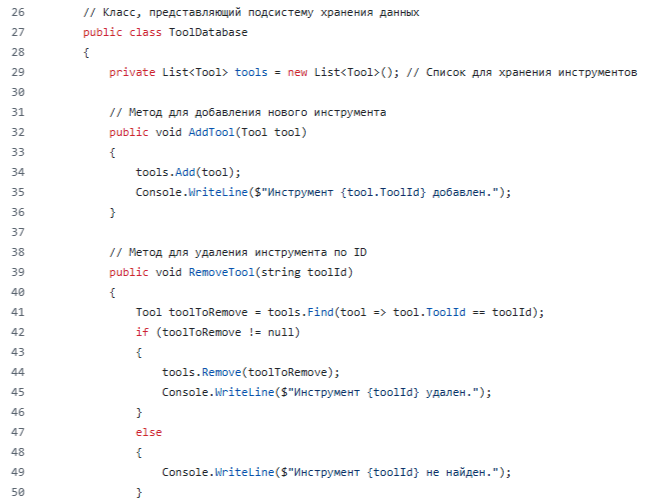 26 // Класс, представляющий подсистему хранения данных
27 public class ToolDatabase
28 {
29 private List<Tool> tools = new List<Tool>(); // Список для хранения инструментов
30
31 // Метод для добавления нового инструмента
32 public void AddTool(Tool tool)
33 {
34 tools.Add(tool);
35 Console.WriteLine($"Инструмент {tool.ToolId} добавлен.");
36 }
37
38 // Метод для удаления инструмента по ID
39 public void RemoveTool(string toolId)
40 {
41 Tool toolToRemove = tools.Find(tool => tool.ToolId == toolId);
42 if (toolToRemove != null)
43 {
44 tools.Remove(toolToRemove);
45 Console.WriteLine($"Инструмент {toolId} удален.");
46 }
47 else
48 {
49 Console.WriteLine($"Инструмент {toolId} не найден.");
50 }